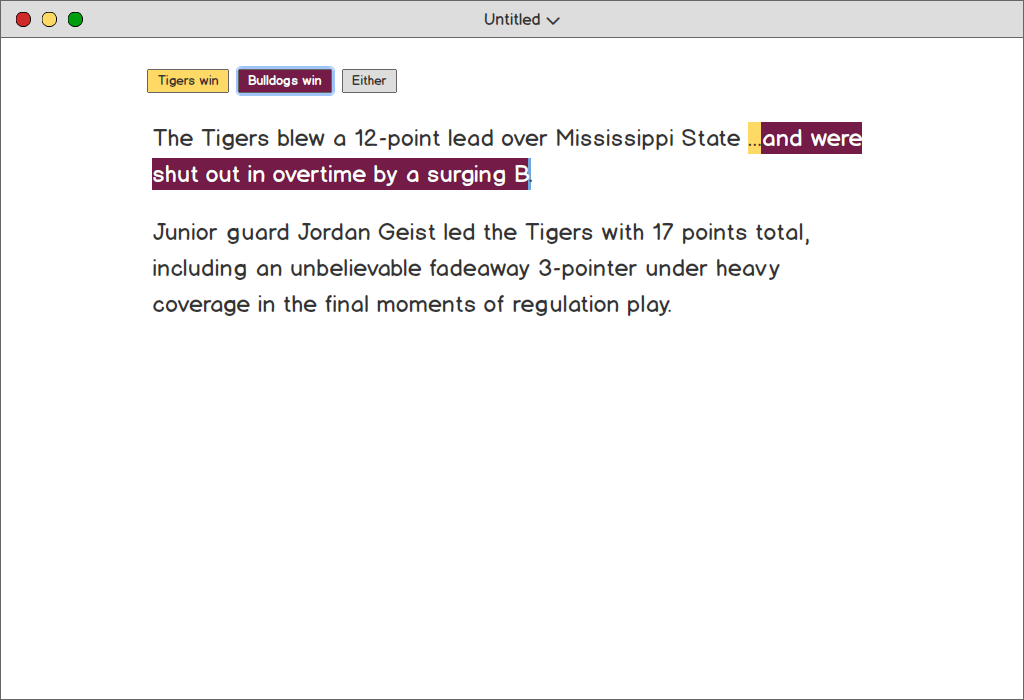 Untitled
Tigers win Bulldogs win Either
The Tigers blew a 12-point lead over Mississippi State ...and were
shut out in overtime by a surging B.
Junior guard Jordan Geist led the Tigers with 17 points total,
including an unbelievable fadeaway 3-pointer under heavy
coverage in the final moments of regulation play.